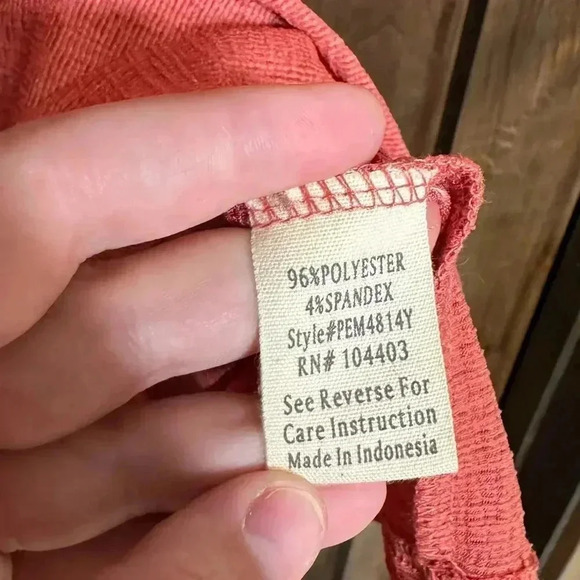 96%POLYESTER
4%SPANDEX
Style#PEM4814Y
RN# 104403
See Reverse For
Care Instruction
Made In Indonesia